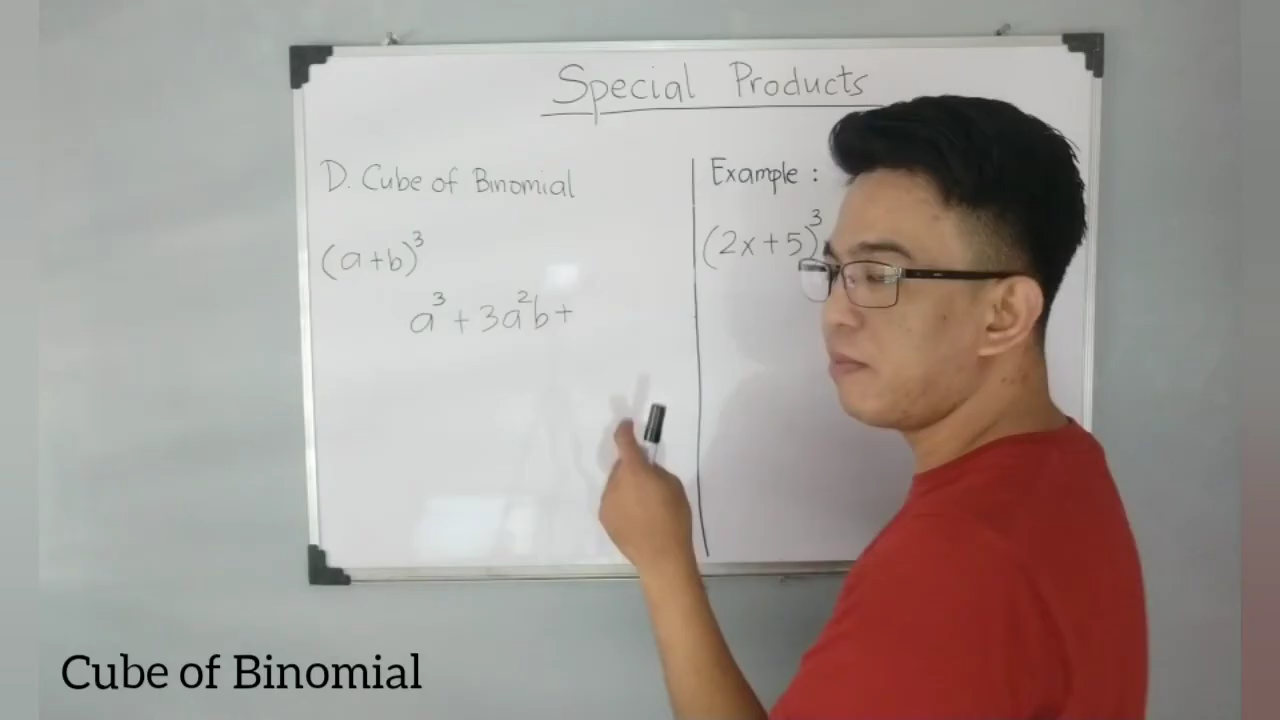 Special Products
D. Cube of Binomial
(a+b)³
a³ + 3a²b +
Example :
(2x+5)³
Cube of Binomial